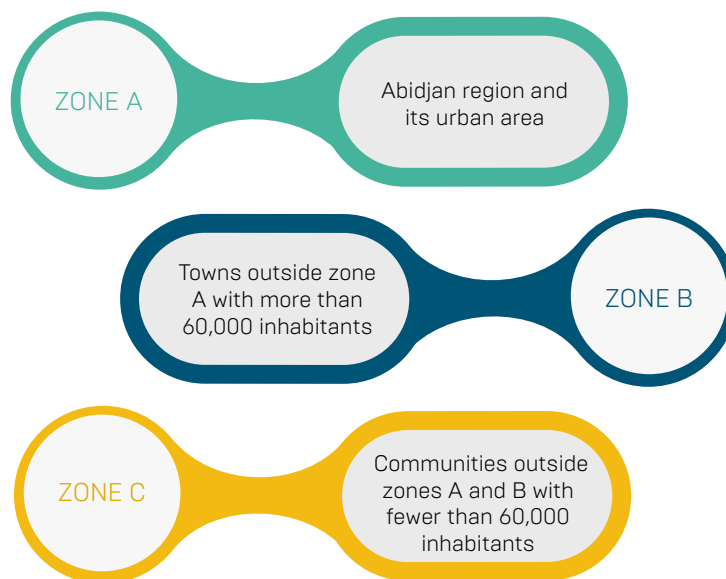 ZONE A
Abidjan region and
its urban area
Towns outside zone
A with more than
60,000 inhabitants
ZONE B
ZONE C
Communities outside
zones A and B with
fewer than 60,000
inhabitants